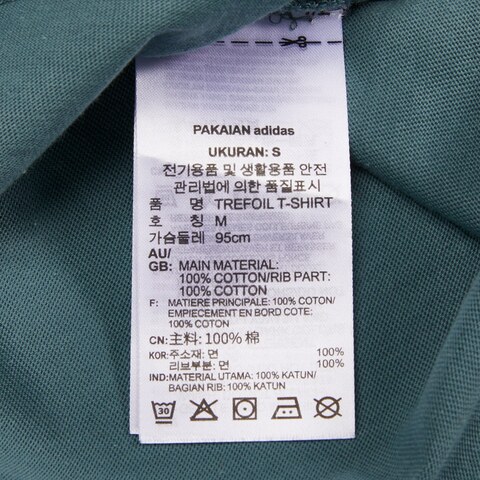 PAKAIAN adidas
UKURAN: S
전기용품 및 생활용품 안전
관리법에 의한 품질표시
품 명 TREFOIL T-SHIRT
호 칭 M
가슴둘레 95cm
AU/
GB: MAIN MATERIAL:
100% COTTON/RIB PART:
100% COTTON
F: MATIERE PRINCIPALE: 100% COTON/
EMPIECEMENT EN BORD COTE:
100% COTON
CN: 主料: 100% 棉
KOR: 주소재: 면 100%
리브부분: 면 100%
IND: MATERIAL UTAMA: 100% KATUN/
BAGIAN RIB: 100% KATUN
30